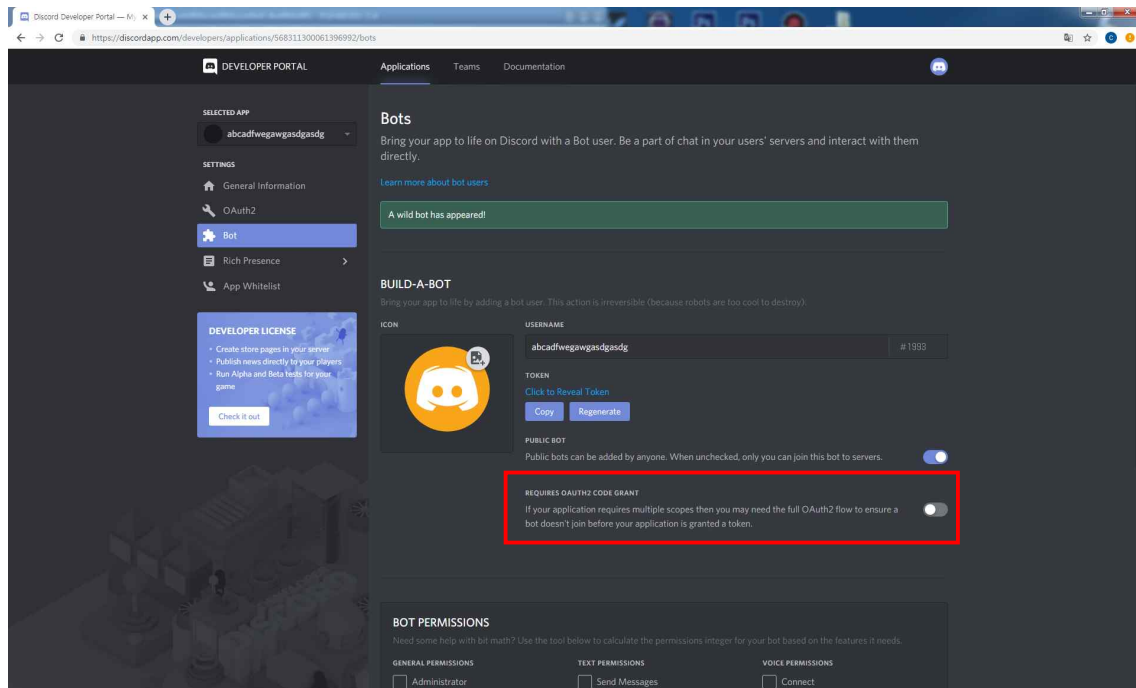 Discord Developer Portal — My
https://discordapp.com/developers/applications/568311300061396992/bots
DEVELOPER PORTAL
Applications
Teams
Documentation
SELECTED APP
abcadfwegawgasdgasdg
SETTINGS
General Information
OAuth2
Bot
Rich Presence
App Whitelist
DEVELOPER LICENSE
• Create store pages in your server
• Publish news directly to your players
• Run Alpha and Beta tests for your
game
Check it out
Bots
Bring your app to life on Discord with a Bot user. Be a part of chat in your users' servers and interact with them
directly.
Learn more about bot users
A wild bot has appeared!
BUILD-A-BOT
Bring your app to life by adding a bot user. This action is irreversible (because robots are too cool to destroy).
ICON
USERNAME
abcadfwegawgasdgasdg
#1993
TOKEN
Click to Reveal Token
Copy
Regenerate
PUBLIC BOT
Public bots can be added by anyone. When unchecked, only you can join this bot to servers.
REQUIRES OAUTH2 CODE GRANT
If your application requires multiple scopes then you may need the full OAuth2 flow to ensure a
bot doesn't join before your application is granted a token.
BOT PERMISSIONS
Need some help with bit math? Use the tool below to calculate the permissions integer for your bot based on the features it needs.
GENERAL PERMISSIONS
TEXT PERMISSIONS
VOICE PERMISSIONS
Administrator
Send Messages
Connect